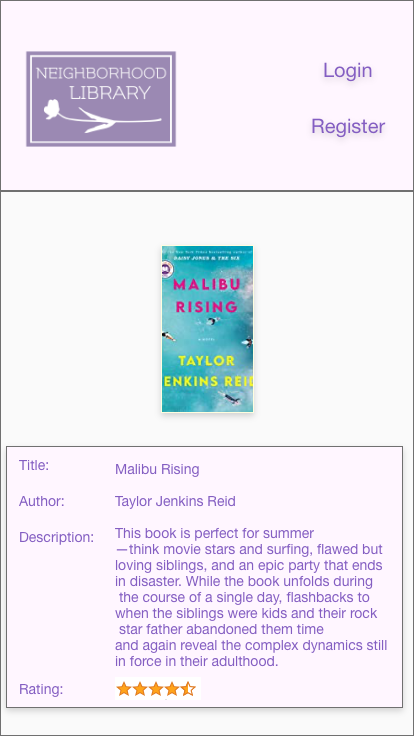 NEIGHBORHOOD
LIBRARY
Login
Register
DAISY JONES & THE SIX
MALIBU
RISING
A NOVEL
TAYLOR
ENKINS REID
Title:
Malibu Rising
Author:
Taylor Jenkins Reid
Description:
This book is perfect for summer
—think movie stars and surfing, flawed but
loving siblings, and an epic party that ends
in disaster. While the book unfolds during
the course of a single day, flashbacks to
when the siblings were kids and their rock
star father abandoned them time
and again reveal the complex dynamics still
in force in their adulthood.
Rating: